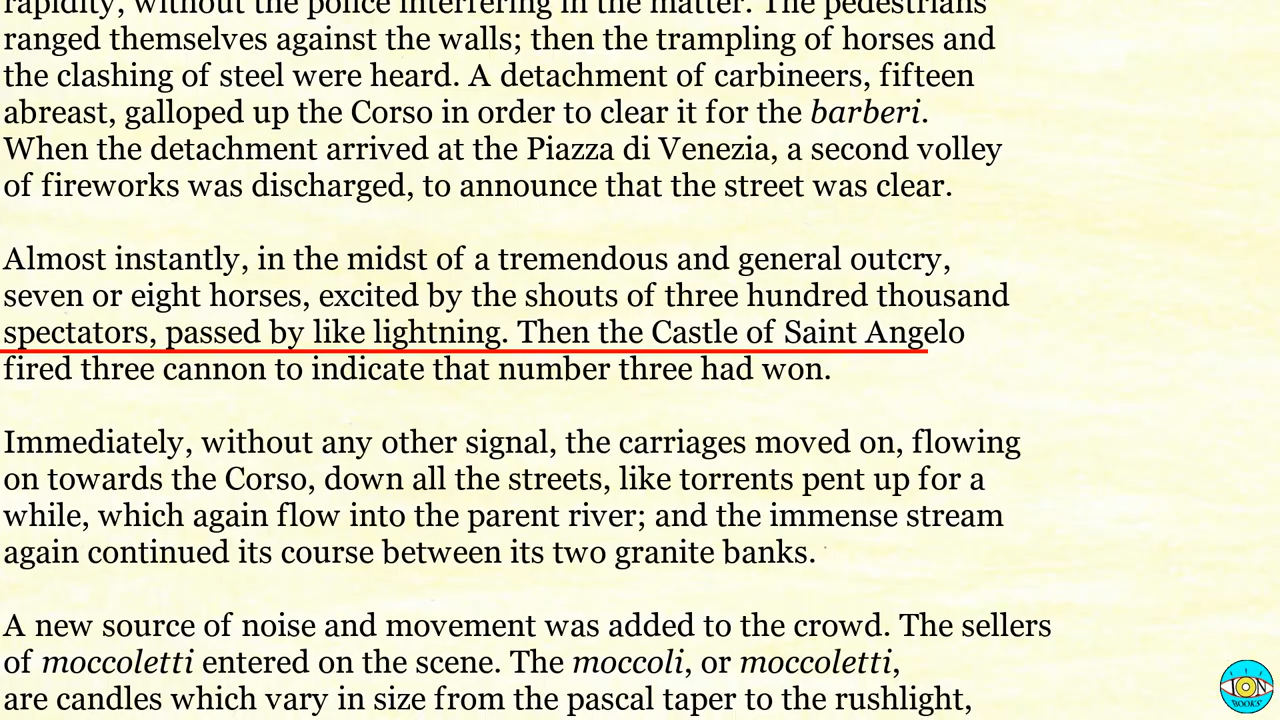 rapidity, without the police interfering in the matter. The pedestrians
ranged themselves against the walls; then the trampling of horses and
the clashing of steel were heard. A detachment of carbineers, fifteen
abreast, galloped up the Corso in order to clear it for the barberi.
When the detachment arrived at the Piazza di Venezia, a second volley
of fireworks was discharged, to announce that the street was clear.
Almost instantly, in the midst of a tremendous and general outcry,
seven or eight horses, excited by the shouts of three hundred thousand
spectators, passed by like lightning. Then the Castle of Saint Angelo
fired three cannon to indicate that number three had won.
Immediately, without any other signal, the carriages moved on, flowing
on towards the Corso, down all the streets, like torrents pent up for a
while, which again flow into the parent river; and the immense stream
again continued its course between its two granite banks.
A new source of noise and movement was added to the crowd. The sellers
of moccoletti entered on the scene. The moccoli, or moccoletti,
are candles which vary in size from the pascal taper to the rushlight,
ION
BOOKS